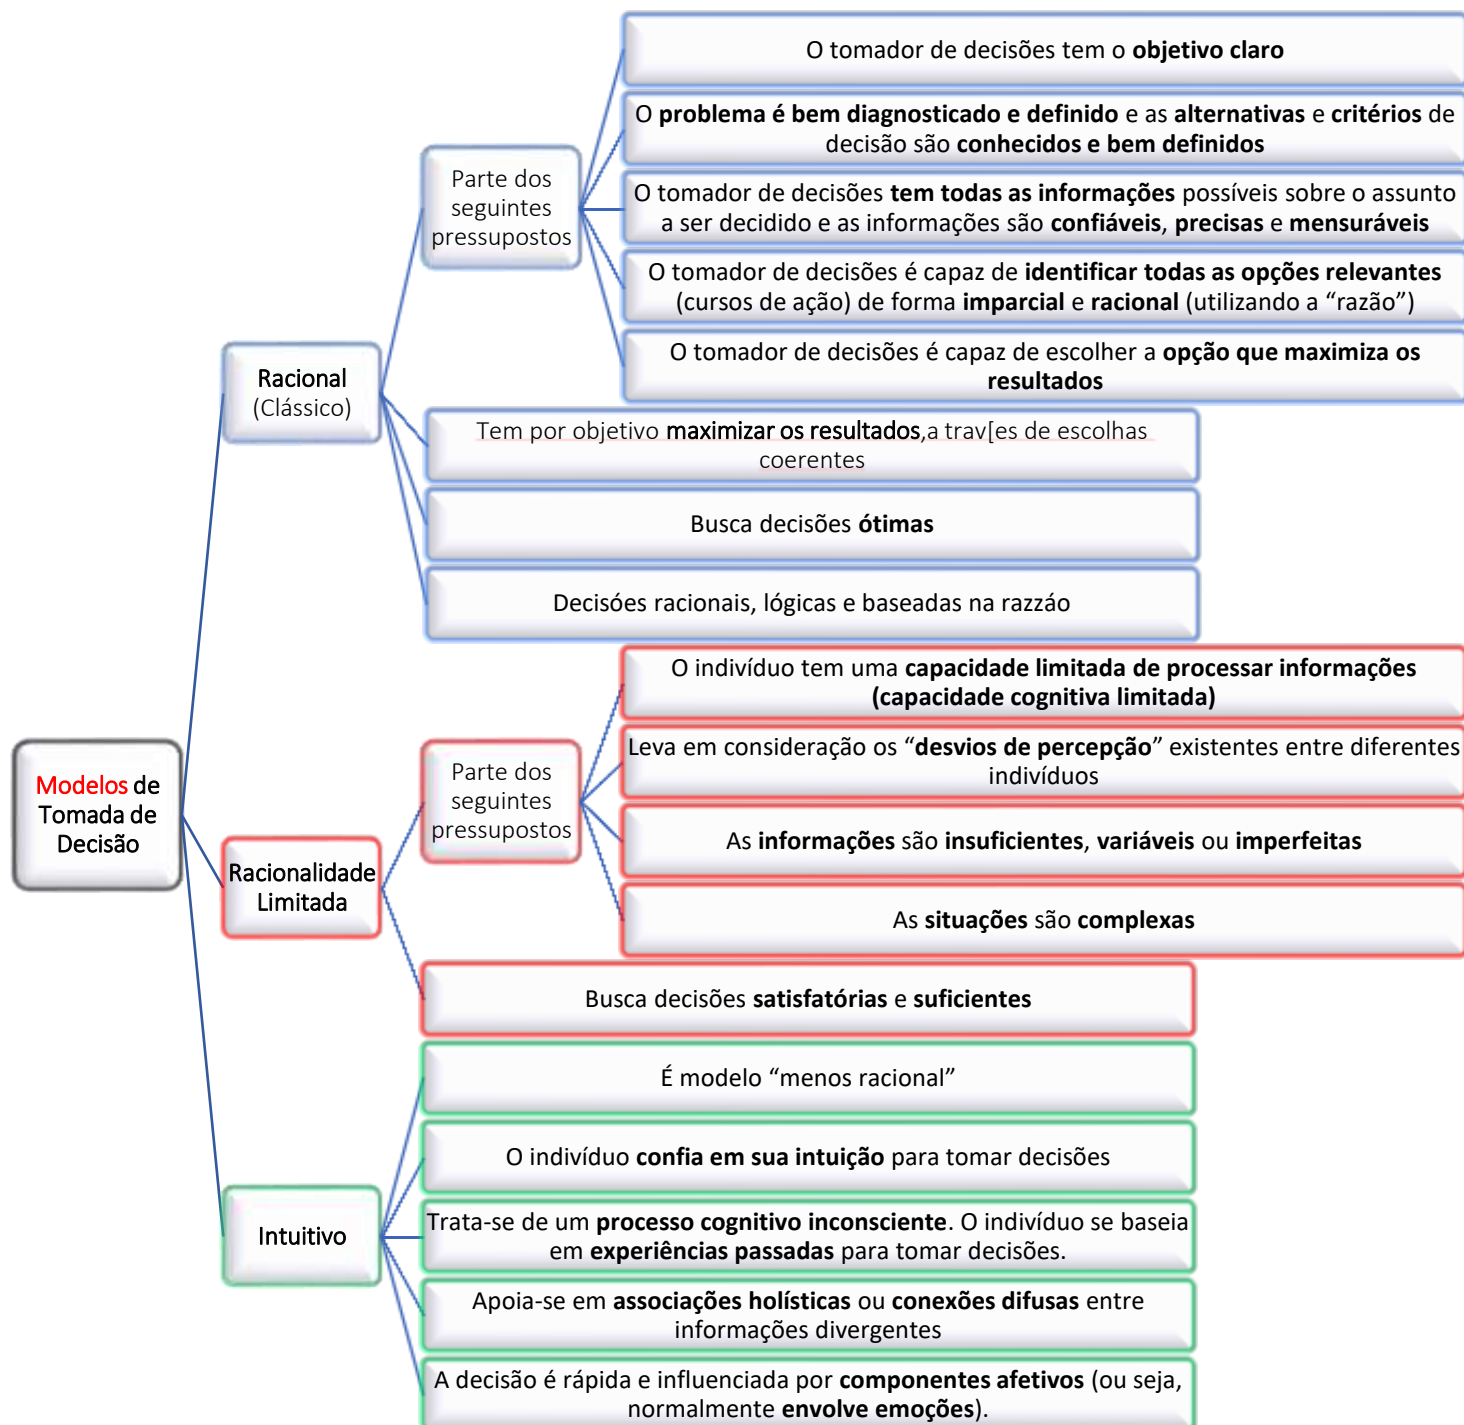 O tomador de decisões tem o objetivo claro
O problema é bem diagnosticado e definido e as alternativas e critérios de
decisão são conhecidos e bem definidos
Parte dos
seguintes
pressupostos
O tomador de decisões tem todas as informações possíveis sobre o assunto
a ser decidido e as informações são confiáveis, precisas e mensuráveis
O tomador de decisões é capaz de identificar todas as opções relevantes
(cursos de ação) de forma imparcial e racional (utilizando a “razão”)
O tomador de decisões é capaz de escolher a opção que maximiza os
resultados
Racional
(Clássico)
Tem por objetivo maximizar os resultados,a trav[es de escolhas
coerentes
Busca decisões ótimas
Decisóes racionais, lógicas e baseadas na razzáo
O indivíduo tem uma capacidade limitada de processar informações
(capacidade cognitiva limitada)
Leva em consideração os “desvios de percepção” existentes entre diferentes
indivíduos
Parte dos
seguintes
pressupostos
As informações são insuficientes, variáveis ou imperfeitas
As situações são complexas
Modelos de
Tomada de
Decisão
Racionalidade
Limitada
Busca decisões satisfatórias e suficientes
É modelo “menos racional”
O indivíduo confia em sua intuição para tomar decisões
Intuitivo
Trata-se de um processo cognitivo inconsciente. O indivíduo se baseia
em experiências passadas para tomar decisões.
Apoia-se em associações holísticas ou conexões difusas entre
informações divergentes
A decisão é rápida e influenciada por componentes afetivos (ou seja,
normalmente envolve emoções).